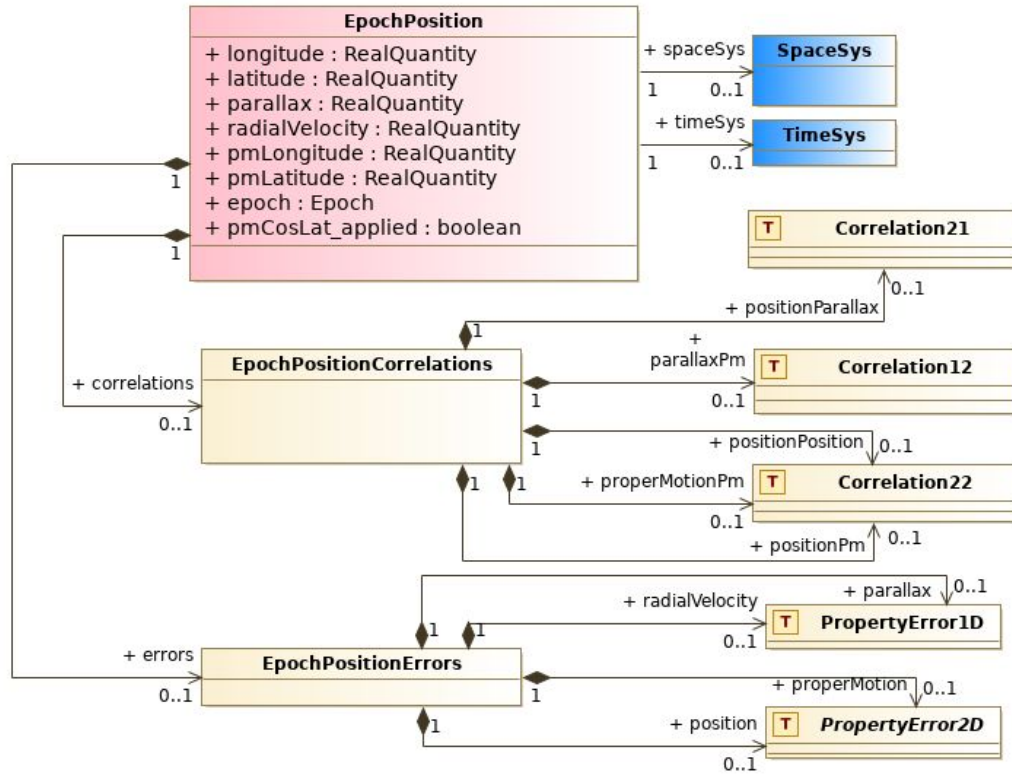 EpochPosition
+ longitude : RealQuantity
+ latitude : RealQuantity
+ parallax : RealQuantity
+ radialVelocity : RealQuantity
+ pmLongitude : RealQuantity
+ pmLatitude : RealQuantity
+ epoch : Epoch
+ pmCosLat_applied : boolean
1
1
+ spaceSys
1
0..1
SpaceSys
+ timeSys
1
0..1
TimeSys
T
Correlation21
0..1
+ positionParallax
1
EpochPositionCorrelations
+ correlations
0..1
+
parallaxPm
1
0..1
T
Correlation12
1
+ positionPosition
0..1
T
Correlation22
1
1
+ properMotionPm
0..1
+ positionPm
0..1
+ parallax
0..1
1
+ radialVelocity
1
0..1
T
PropertyError1D
+ errors
0..1
EpochPositionErrors
1
+ properMotion
0..1
T
PropertyError2D
1
+ position
0..1